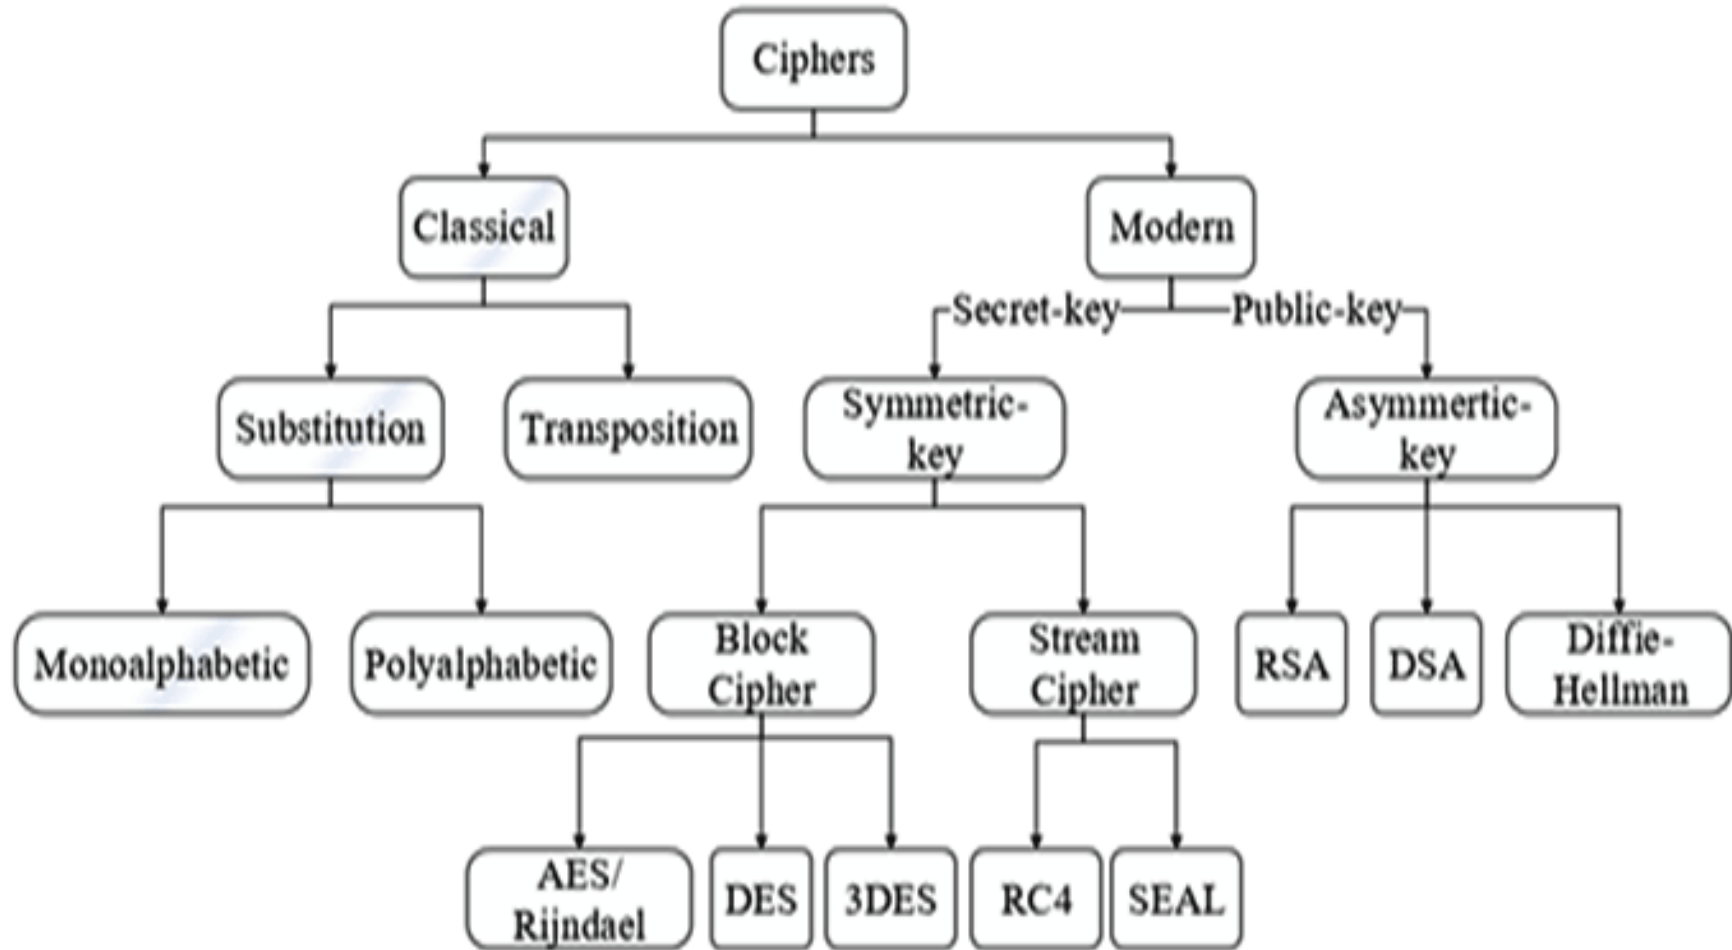 Ciphers
Classical
Modern
Secret-key
Public-key
Substitution
Transposition
Symmetric-
key
Asymmertic-
key
Monoalphabetic
Polyalphabetic
Block
Cipher
Stream
Cipher
RSA
DSA
Diffie-
Hellman
AES/
Rijndael
DES
3DES
RC4
SEAL